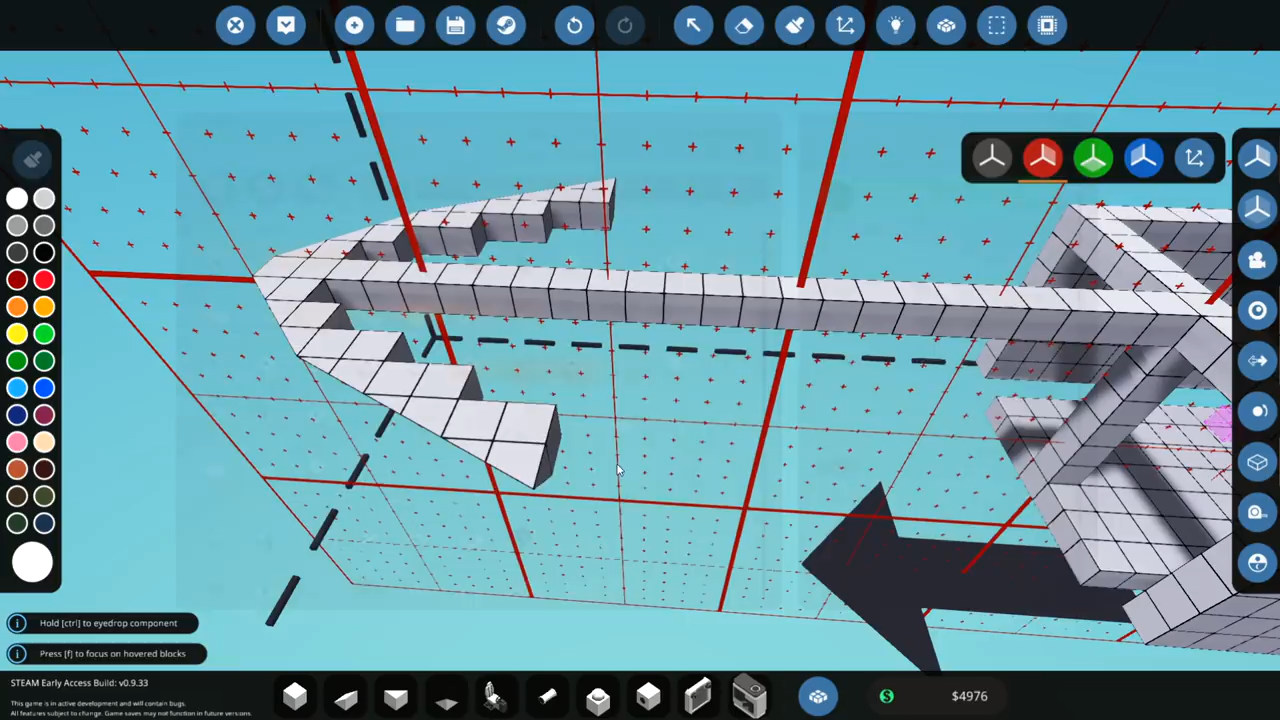 Hold [ctrl] to eyedrop component
Press [f] to focus on hovered blocks
STEAM Early Access Build: v0.9.33
This game is in active development and will contain bugs.
All features subject to change. Game saves may not function in future versions.
$4976